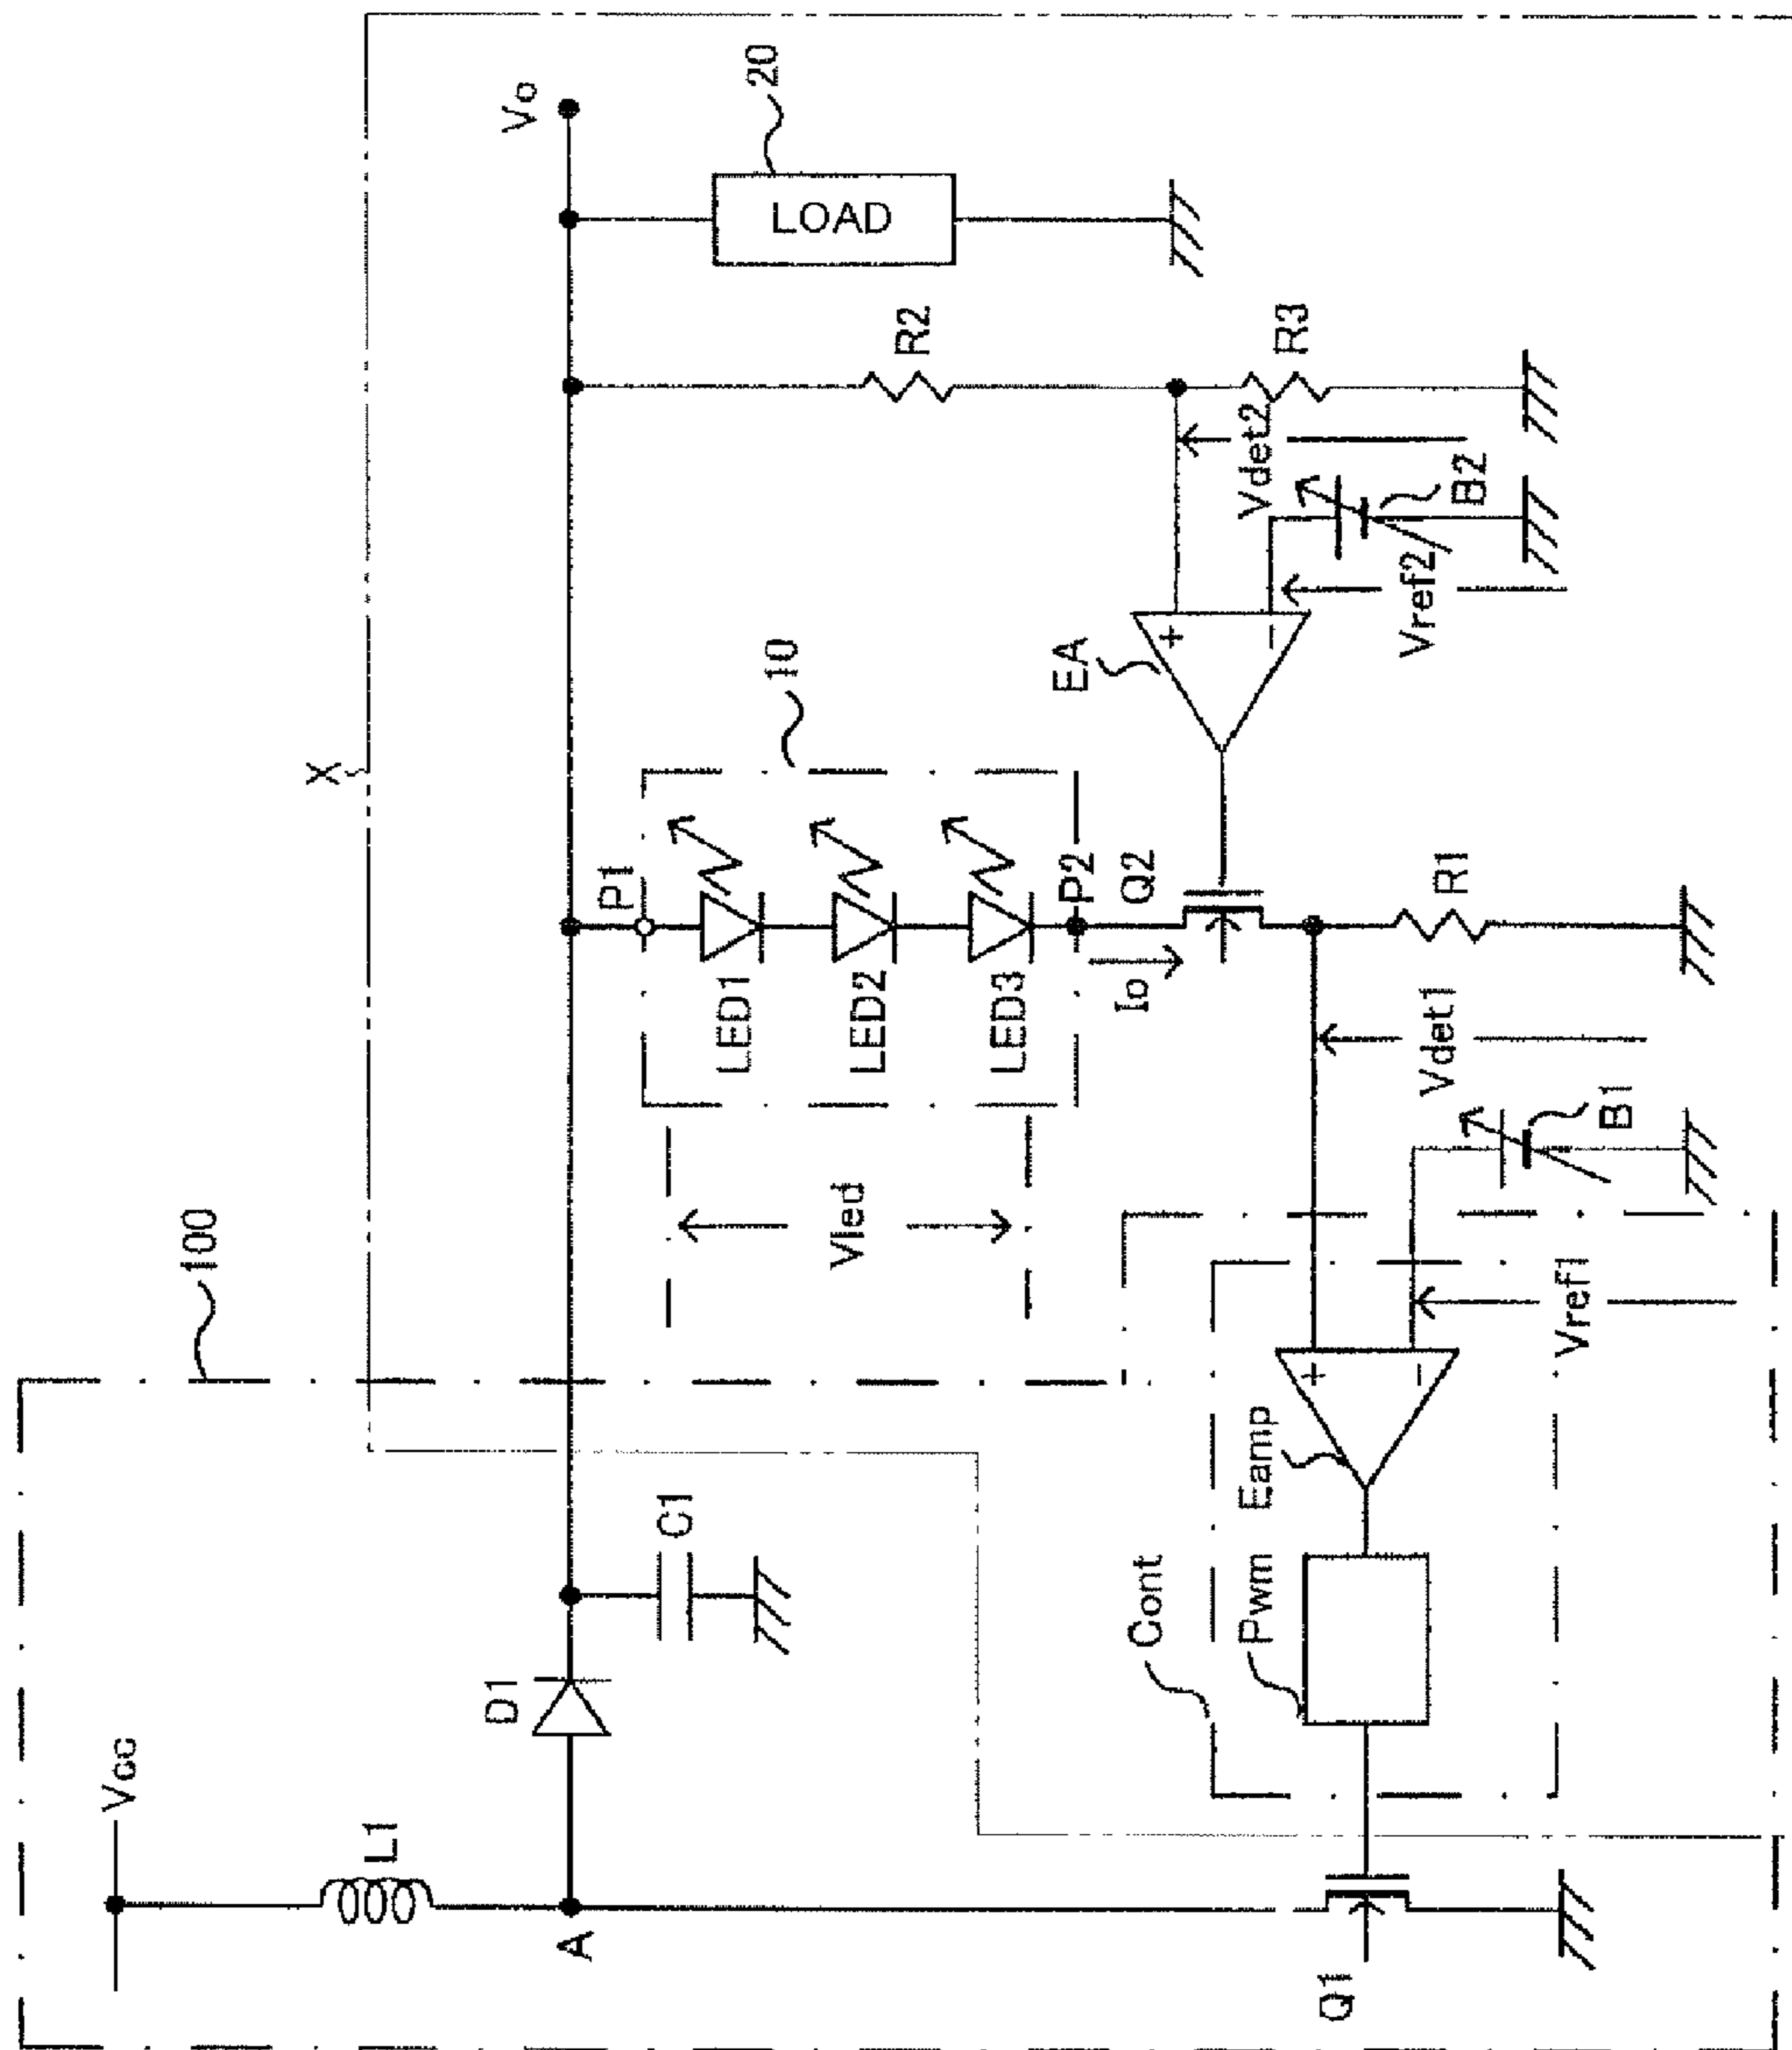 100
X
Vcc
L1
A
D1
C1
P1
10
LED1
LED2
LED3
Vled
P2
Q2
Io
Vo
20
LOAD
R2
R3
Vdet2
B2
Vref2
EA
R1
Vdet1
B1
Vref1
Eamp
Pwm
Cont
Q1
+
−
+
−